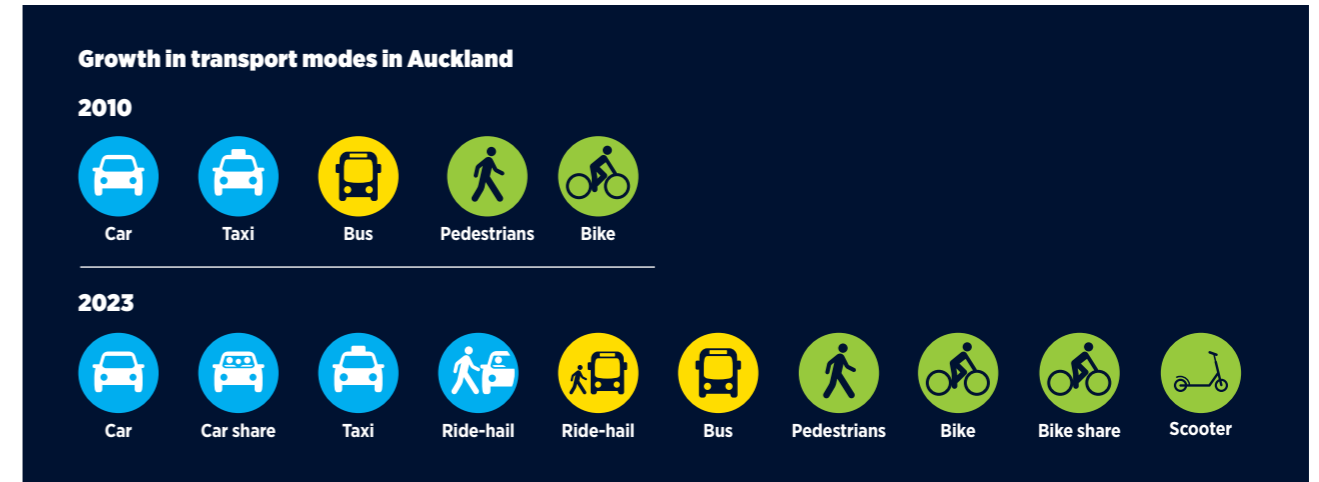 Growth in transport modes in Auckland
2010
Car Taxi Bus Pedestrians Bike
2023
Car Car share Taxi Ride-hail Ride-hail Bus Pedestrians Bike Bike share Scooter